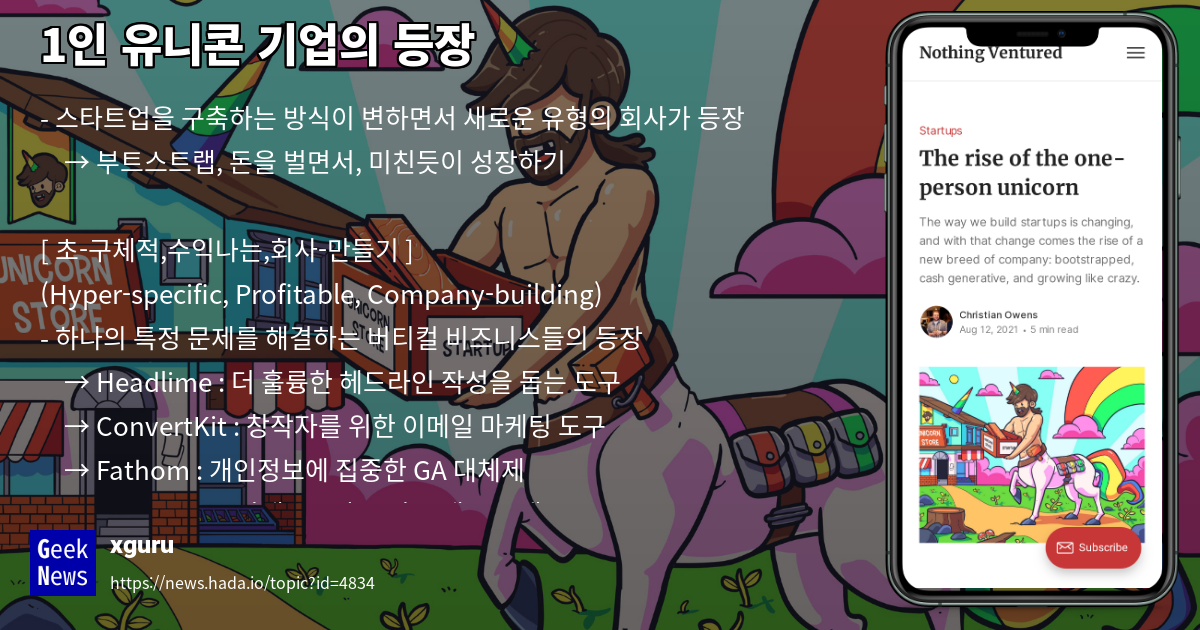 1인 유니콘 기업의 등장
- 스타트업을 구축하는 방식이 변하면서 새로운 유형의 회사가 등장
→ 부트스트랩, 돈을 벌면서, 미친듯이 성장하기
[ 초-구체적,수익나는,회사-만들기 ]
(Hyper-specific, Profitable, Company-building)
- 하나의 특정 문제를 해결하는 버티컬 비즈니스들의 등장
→ Headlime : 더 훌륭한 헤드라인 작성을 돕는 도구
→ ConvertKit : 창작자를 위한 이메일 마케팅 도구
→ Fathom : 개인정보에 집중한 GA 대체제
UNICORN
STORE
UNICORN
STORE
STARTUP
Geek
News
xguru
https://news.hada.io/topic?id=4834
Nothing Ventured
Startups
The rise of the one-
person unicorn
The way we build startups is changing,
and with that change comes the rise of a
new breed of company: bootstrapped,
cash generative, and growing like crazy.
Christian Owens
Aug 12, 2021 • 5 min read
UNICORN
STORE
Subscribe